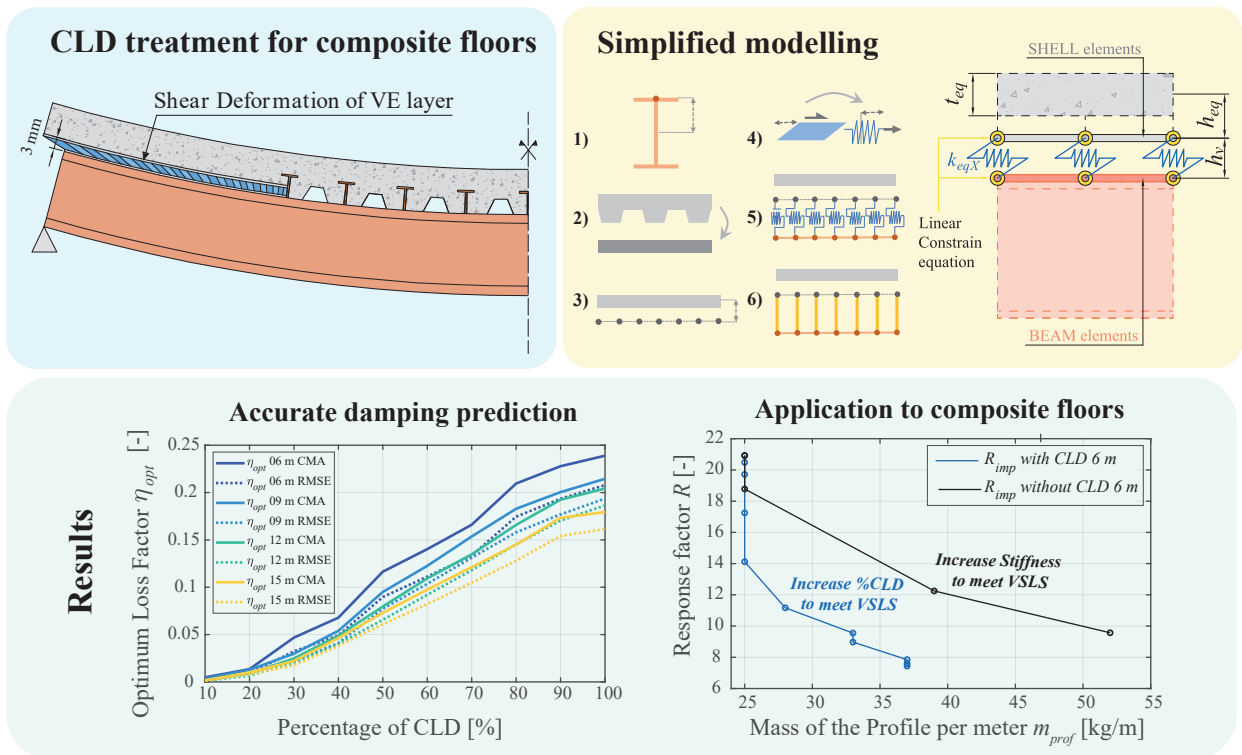 CLD treatment for composite floors
Shear Deformation of VE layer
3 mm
Simplified modelling
1)
2)
3)
4)
5)
6)
SHELL elements
t_eq
h_eq
h_v
k_eqX
Linear
Constrain
equation
BEAM elements
Results
Accurate damping prediction
Optimum Loss Factor η_opt [-]
0.25
0.2
0.15
0.1
0.05
0
η_opt 06 m CMA
η_opt 06 m RMSE
η_opt 09 m CMA
η_opt 09 m RMSE
η_opt 12 m CMA
η_opt 12 m RMSE
η_opt 15 m CMA
η_opt 15 m RMSE
10 20 30 40 50 60 70 80 90 100
Percentage of CLD [%]
Application to composite floors
Response factor R [-]
22
20
18
16
14
12
10
8
6
R_imp with CLD 6 m
R_imp without CLD 6 m
Increase Stiffness
to meet VSLS
Increase %CLD
to meet VSLS
25 30 35 40 45 50 55
Mass of the Profile per meter m_prof [kg/m]